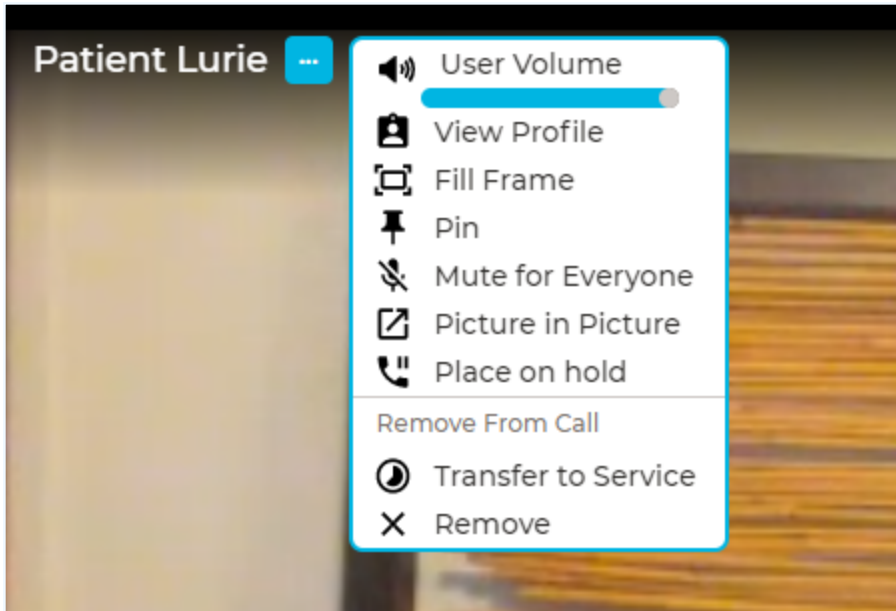 Patient Lurie
User Volume
View Profile
Fill Frame
Pin
Mute for Everyone
Picture in Picture
Place on hold
Remove From Call
Transfer to Service
Remove